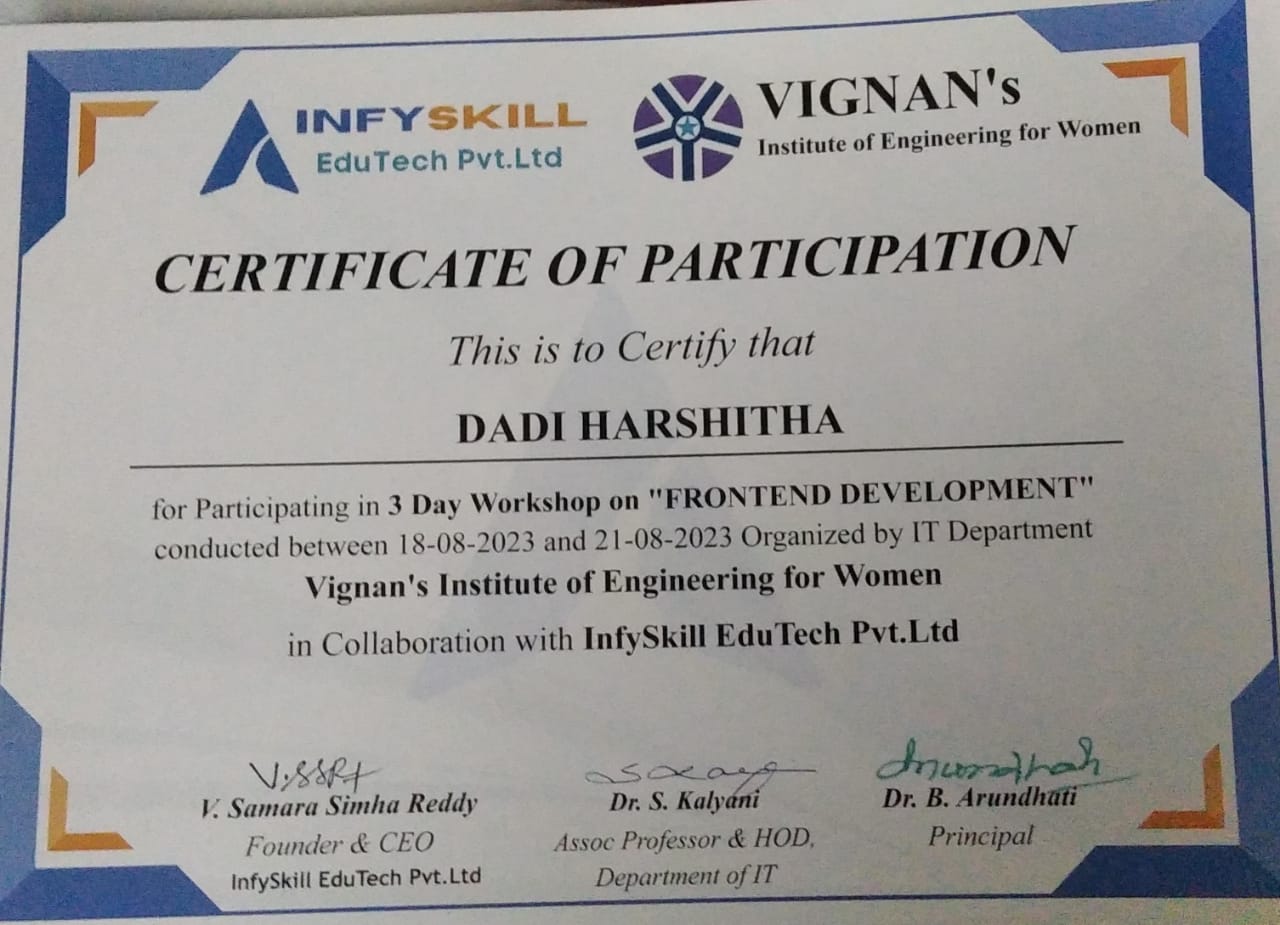 INFYSKILL
EduTech Pvt.Ltd
VIGNAN's
Institute of Engineering for Women
CERTIFICATE OF PARTICIPATION
This is to Certify that
DADI HARSHITHA
for Participating in 3 Day Workshop on "FRONTEND DEVELOPMENT"
conducted between 18-08-2023 and 21-08-2023 Organized by IT Department
Vignan's Institute of Engineering for Women
in Collaboration with InfySkill EduTech Pvt.Ltd
V. Samara Simha Reddy
Founder & CEO
InfySkill EduTech Pvt.Ltd
Dr. S. Kalyani
Assoc Professor & HOD,
Department of IT
Dr. B. Arundhati
Principal